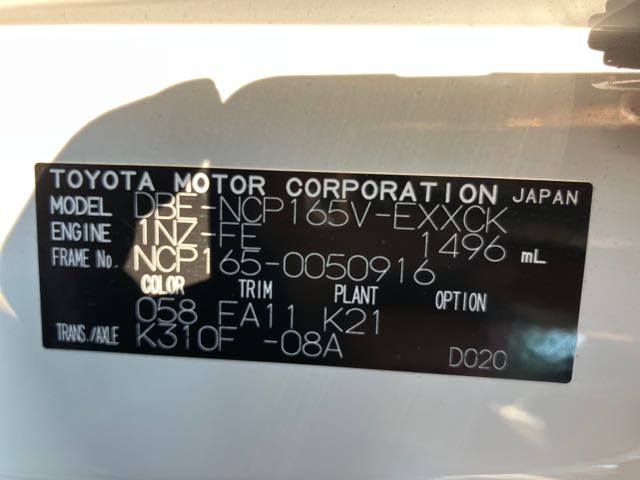 TOYOTA MOTOR CORPORATION JAPAN
MODEL DBE-NCP165V-EXXCK
ENGINE 1NZ-FE 1496 mL
FRAME No. NCP165-0050916
COLOR TRIM PLANT OPTION
058 FA11 K21
TRANS./AXLE K310F -08A D020